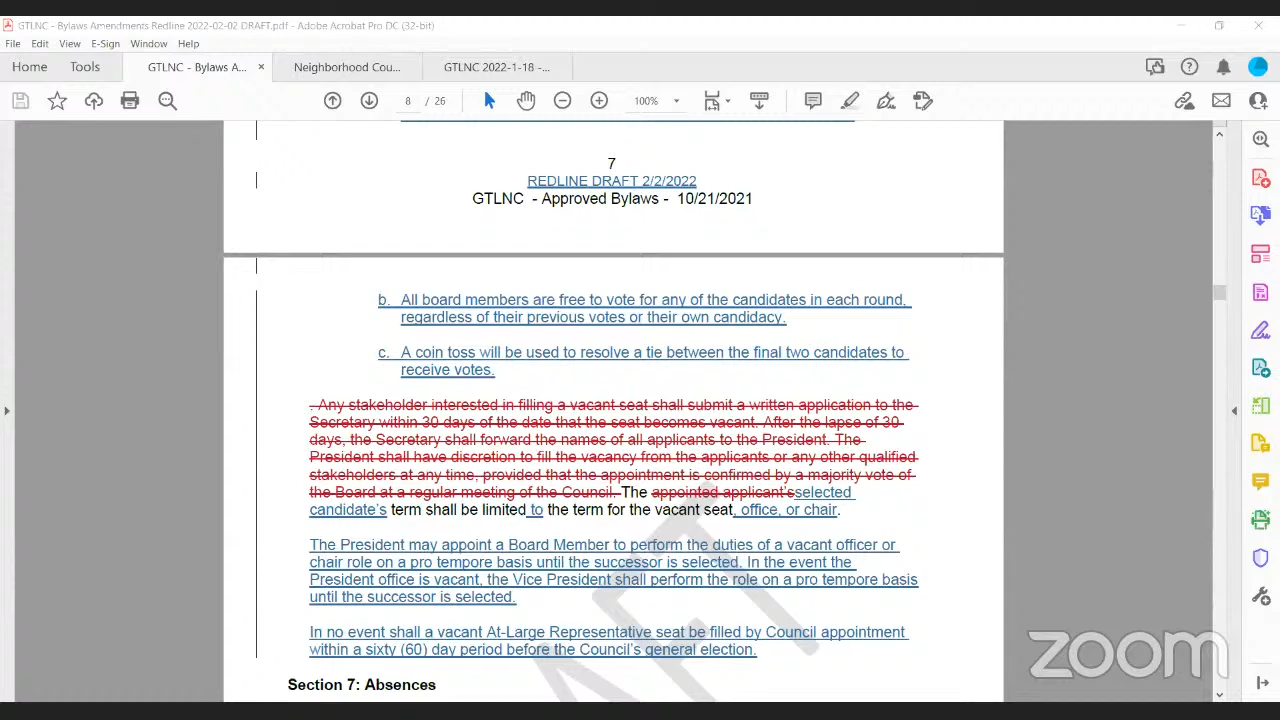 GTLNC - Bylaws Amendments Redline 2022-02-02 DRAFT.pdf - Adobe Acrobat Pro DC (32-bit)
File Edit View E-Sign Window Help
Home Tools GTLNC - Bylaws A... × Neighborhood Cou... GTLNC 2022-1-18 -...
8 / 26 100%
7
REDLINE DRAFT 2/2/2022
GTLNC - Approved Bylaws - 10/21/2021
b. All board members are free to vote for any of the candidates in each round,
regardless of their previous votes or their own candidacy.
c. A coin toss will be used to resolve a tie between the final two candidates to
receive votes.
. Any stakeholder interested in filling a vacant seat shall submit a written application to the
Secretary within 30 days of the date that the seat becomes vacant. After the lapse of 30
days, the Secretary shall forward the names of all applicants to the President. The
President shall have discretion to fill the vacancy from the applicants or any other qualified
stakeholders at any time, provided that the appointment is confirmed by a majority vote of
the Board at a regular meeting of the Council. The appointed applicant's selected
candidate's term shall be limited to the term for the vacant seat, office, or chair.
The President may appoint a Board Member to perform the duties of a vacant officer or
chair role on a pro tempore basis until the successor is selected. In the event the
President office is vacant, the Vice President shall perform the role on a pro tempore basis
until the successor is selected.
In no event shall a vacant At-Large Representative seat be filled by Council appointment
within a sixty (60) day period before the Council's general election.
Section 7: Absences
zoom